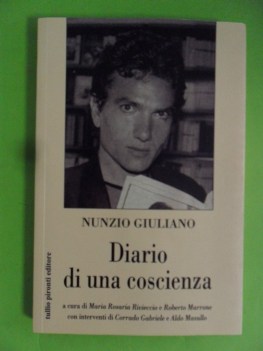 NUNZIO GIULIANO
Diario
di una coscienza
a cura di Maria Rosaria Riviuccio e Roberto Marrone
con interventi di Corrado Gabriele e Aldo Masullo
tullio pironti editore